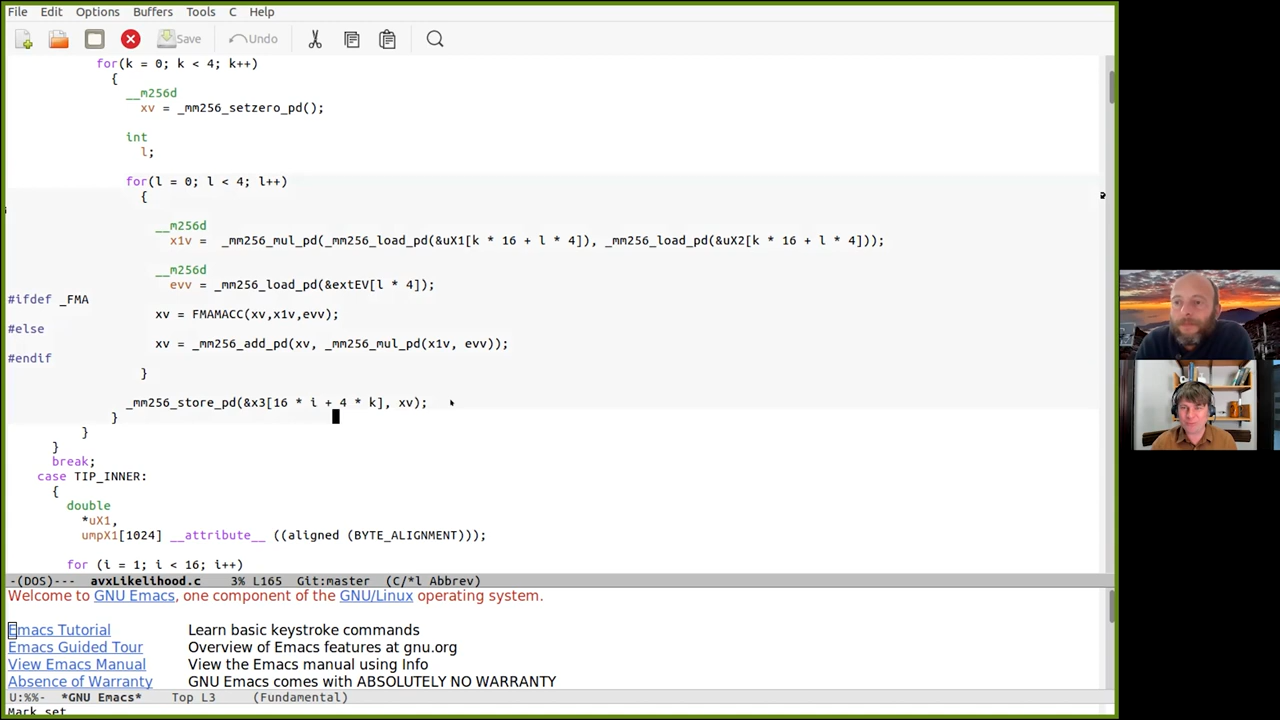 File Edit Options Buffers Tools C Help
Save Undo
for(k = 0; k < 4; k++)
{
__m256d
xv = _mm256_setzero_pd();
int
l;
for(l = 0; l < 4; l++)
{
__m256d
x1v = _mm256_mul_pd(_mm256_load_pd(&uX1[k * 16 + l * 4]), _mm256_load_pd(&uX2[k * 16 + l * 4]));
__m256d
evv = _mm256_load_pd(&extEV[l * 4]);
#ifdef _FMA
xv = FMAMACC(xv,x1v,evv);
#else
xv = _mm256_add_pd(xv, _mm256_mul_pd(x1v, evv));
#endif
}
_mm256_store_pd(&x3[16 * i + 4 * k], xv);
}
}
}
break;
case TIP_INNER:
{
double
*uX1,
umpX1[1024] __attribute__ ((aligned (BYTE_ALIGNMENT)));
for (i = 1; i < 16; i++)
-(DOS)--- avxLikelihood.c 3% L165 Git:master (C/*l Abbrev)
Welcome to GNU Emacs, one component of the GNU/Linux operating system.
Emacs Tutorial Learn basic keystroke commands
Emacs Guided Tour Overview of Emacs features at gnu.org
View Emacs Manual View the Emacs manual using Info
Absence of Warranty GNU Emacs comes with ABSOLUTELY NO WARRANTY
U:%%- *GNU Emacs* Top L3 (Fundamental)
Mark set